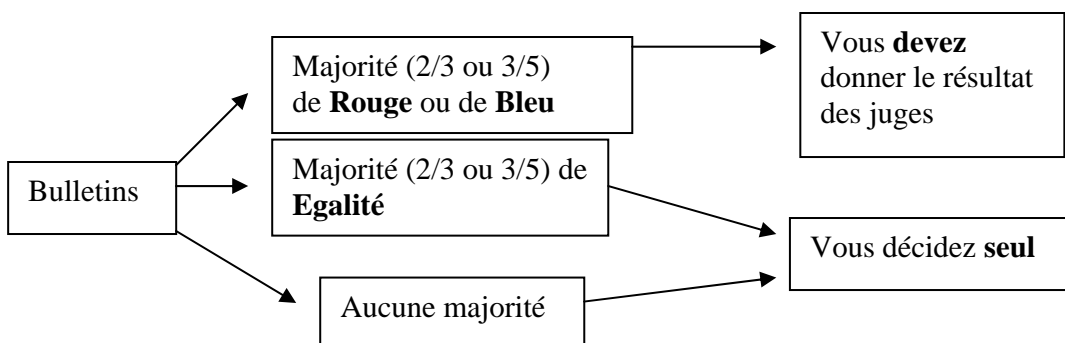 Bulletins
Majorité (2/3 ou 3/5)
de Rouge ou de Bleu
Vous devez
donner le résultat
des juges
Majorité (2/3 ou 3/5) de
Egalité
Aucune majorité
Vous décidez seul